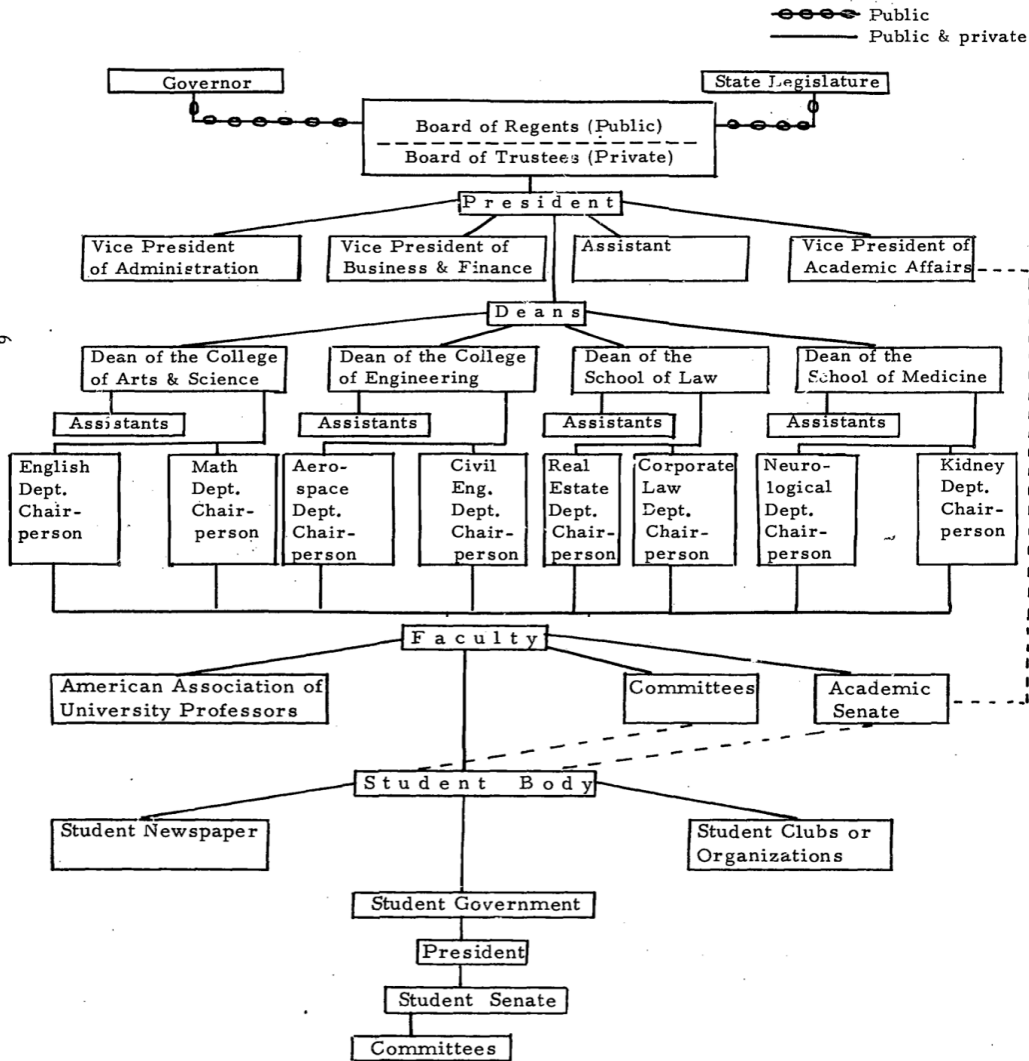 Public
Public & private
Governor
State Legislature
Board of Regents (Public)
Board of Trustees (Private)
President
Vice President
of Administration
Vice President of
Business & Finance
Assistant
Vice President of
Academic Affairs
Deans
9
Dean of the College
of Arts & Science
Dean of the College
of Engineering
Dean of the
School of Law
Dean of the
School of Medicine
Assistants
Assistants
Assistants
Assistants
English
Dept.
Chair-
person
Math
Dept.
Chair-
person
Aero-
space
Dept.
Chair-
person
Civil
Eng.
Dept.
Chair-
person
Real
Estate
Dept.
Chair-
person
Corporate
Law
Dept.
Chair-
person
Neuro-
logical
Dept.
Chair-
person
Kidney
Dept.
Chair-
person
Faculty
American Association of
University Professors
Committees
Academic
Senate
Student Body
Student Newspaper
Student Clubs or
Organizations
Student Government
President
Student Senate
Committees